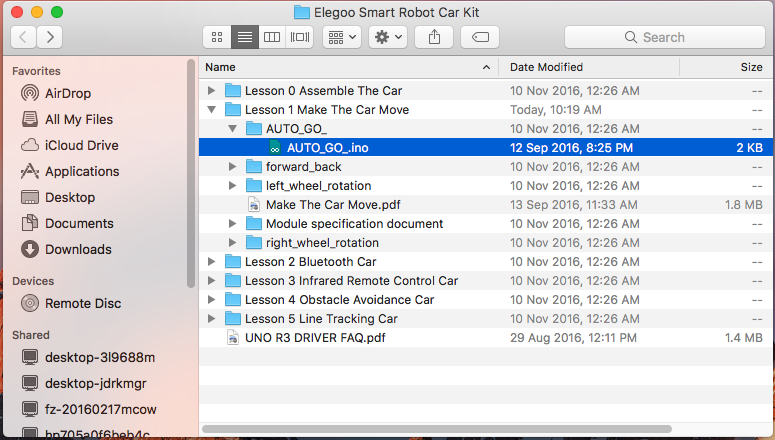 Elegoo Smart Robot Car Kit
Search
Favorites
AirDrop
All My Files
iCloud Drive
Applications
Desktop
Documents
Downloads
Devices
Remote Disc
Shared
desktop-3l9688m
desktop-jdrkmgr
fz-20160217mcow
hp705a0f6beb4c
Name Date Modified Size
Lesson 0 Assemble The Car 10 Nov 2016, 12:26 AM --
Lesson 1 Make The Car Move Today, 10:19 AM --
AUTO_GO_ 10 Nov 2016, 12:26 AM --
AUTO_GO_.ino 12 Sep 2016, 8:25 PM 2 KB
forward_back 10 Nov 2016, 12:26 AM --
left_wheel_rotation 10 Nov 2016, 12:26 AM --
Make The Car Move.pdf 13 Sep 2016, 11:33 AM 1.8 MB
Module specification document 10 Nov 2016, 12:26 AM --
right_wheel_rotation 10 Nov 2016, 12:26 AM --
Lesson 2 Bluetooth Car 10 Nov 2016, 12:26 AM --
Lesson 3 Infrared Remote Control Car 10 Nov 2016, 12:26 AM --
Lesson 4 Obstacle Avoidance Car 10 Nov 2016, 12:26 AM --
Lesson 5 Line Tracking Car 10 Nov 2016, 12:26 AM --
UNO R3 DRIVER FAQ.pdf 29 Aug 2016, 12:11 PM 1.4 MB